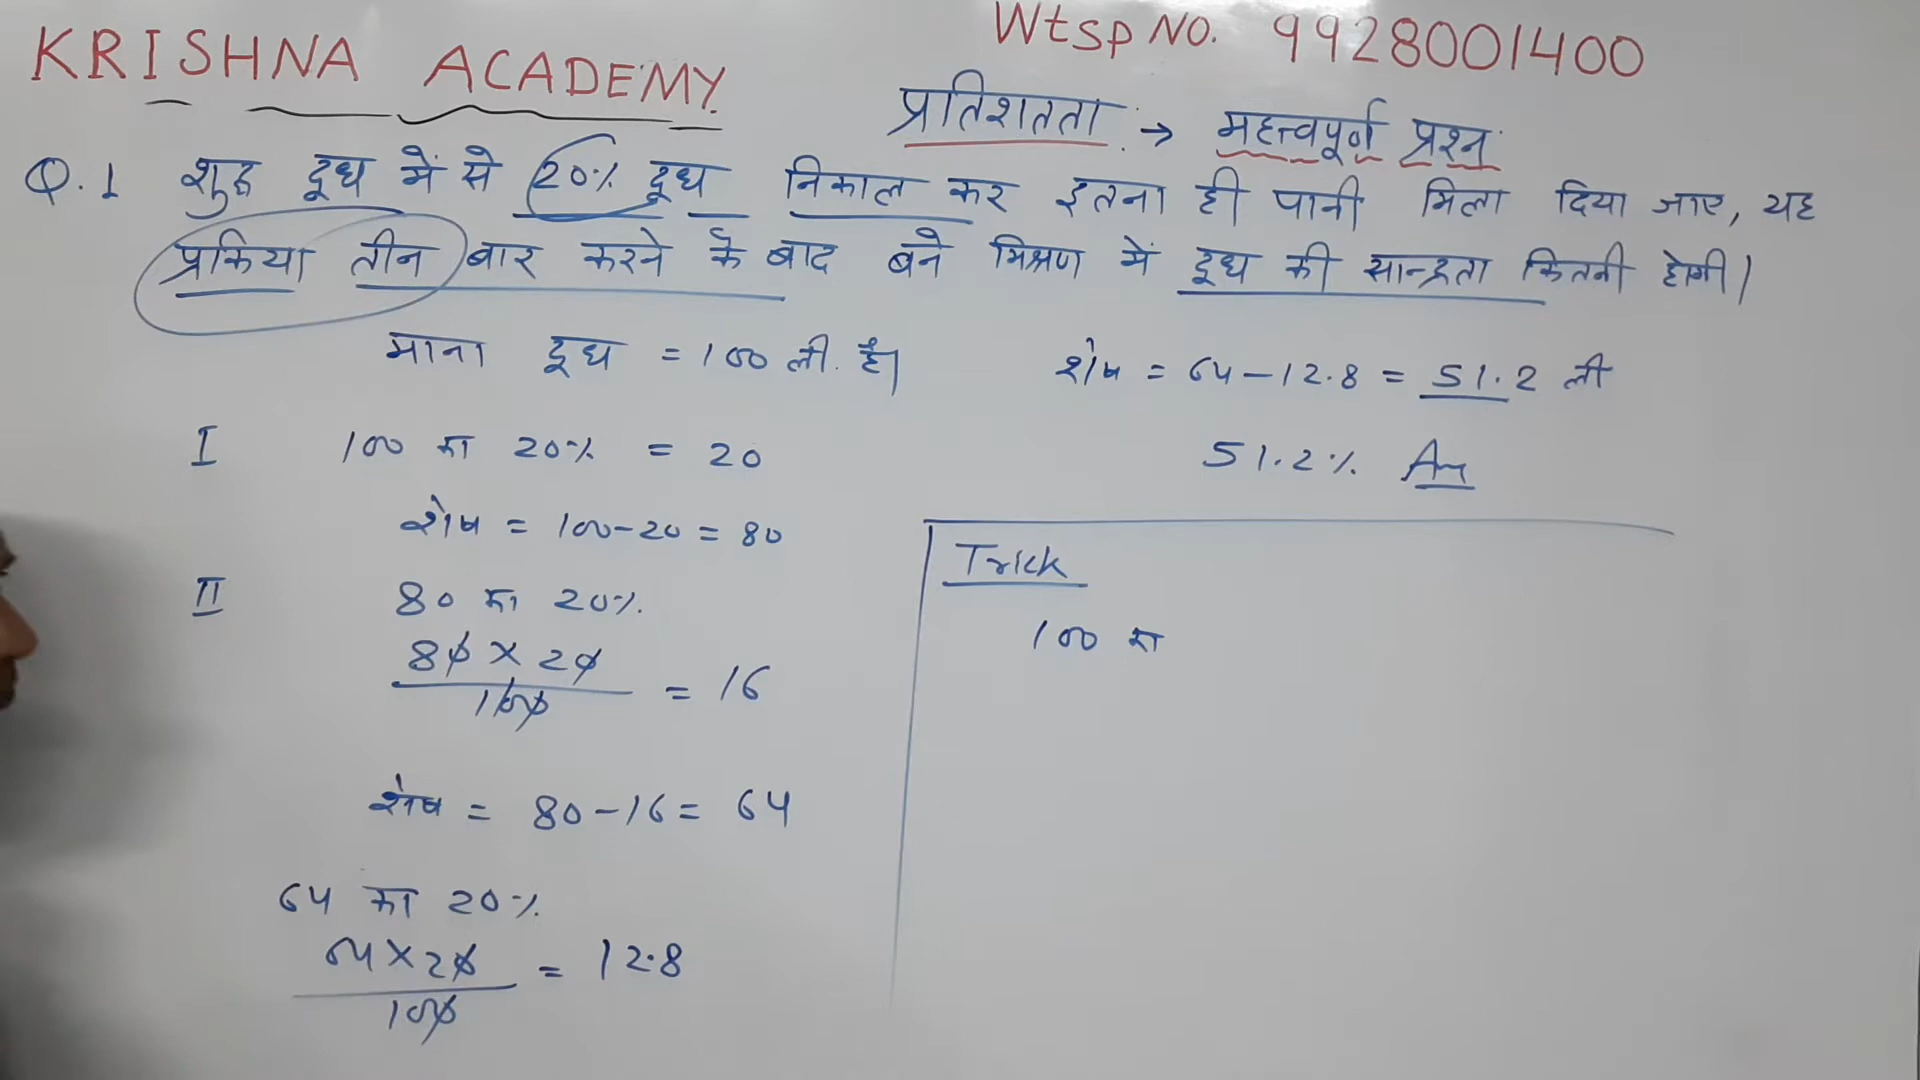 KRISHNA ACADEMY.
Wtsp NO. 9928001400
प्रतिशतता → महत्त्वपूर्ण प्रश्न
Q.1 शुद्ध दूध में से 20% दूध निकाल कर इतना ही पानी मिला दिया जाए, यह
प्रक्रिया तीन बार करने के बाद बने मिश्रण में दूध की सान्द्रता कितनी होगी।
माना दूध = 100 ली. है।
I 100 का 20% = 20
शेष = 100-20 = 80
II 80 का 20%.
80 x 20
100
= 16
शेष = 80-16 = 64
64 का 20%.
64 x 20
100
= 12.8
शेष = 64-12.8 = 51.2 ली
51.2% Ans
Trick
100 का